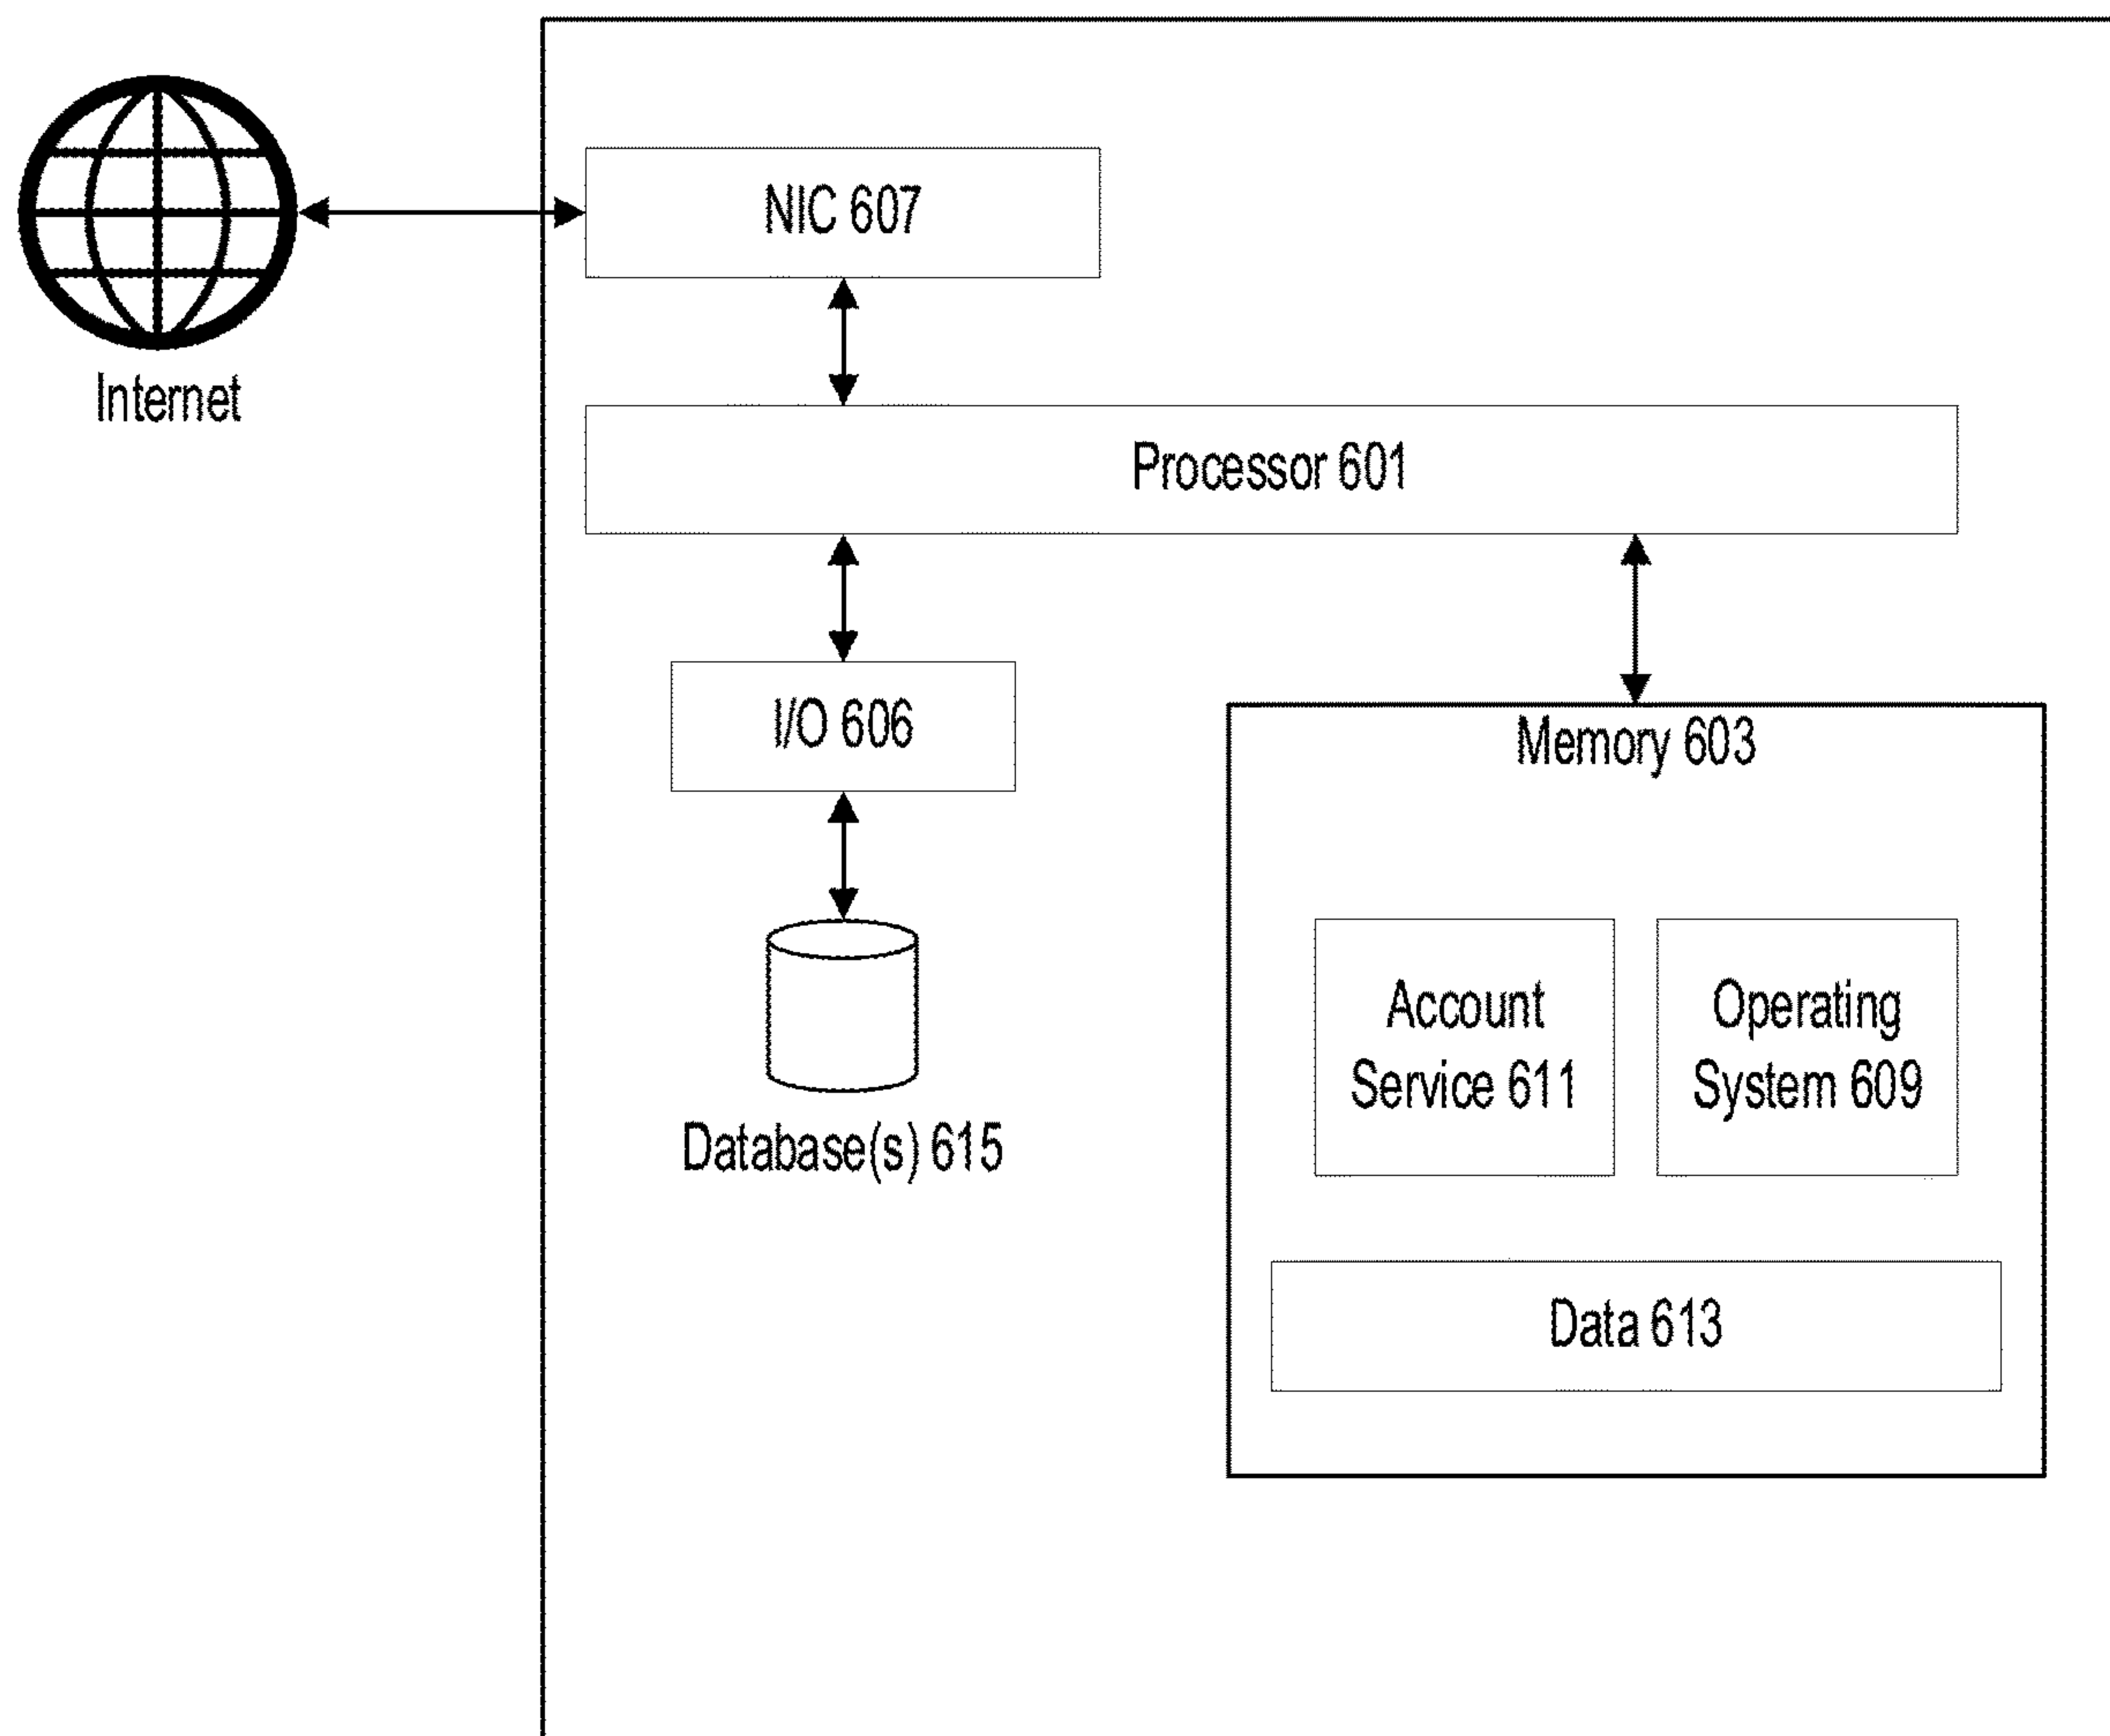 NIC 607
Internet
Processor 601
I/O 606
Memory 603
Account
Service 611
Operating
System 609
Database(s) 615
Data 613